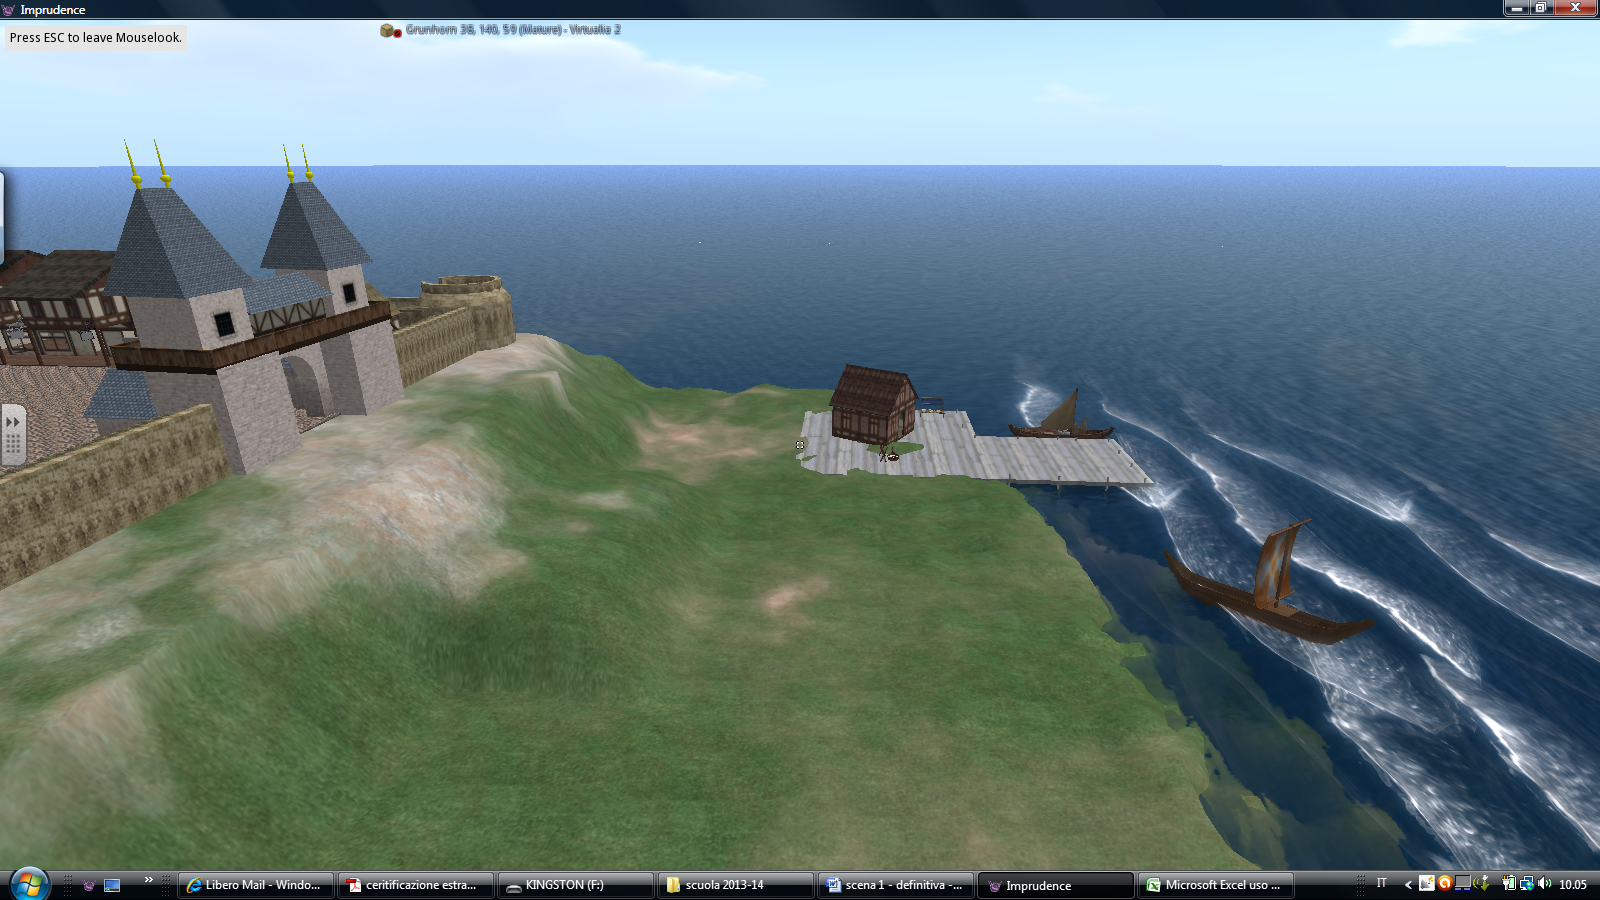 Imprudence
Press ESC to leave Mouselook.
Grunhorn 38, 140, 59 (Mature) - Virtualia 2
Libero Mail - Windo...
ceritificazione estra...
KINGSTON (F:)
scuola 2013-14
scena 1 - definitiva -...
Imprudence
Microsoft Excel uso ...
IT
10.05